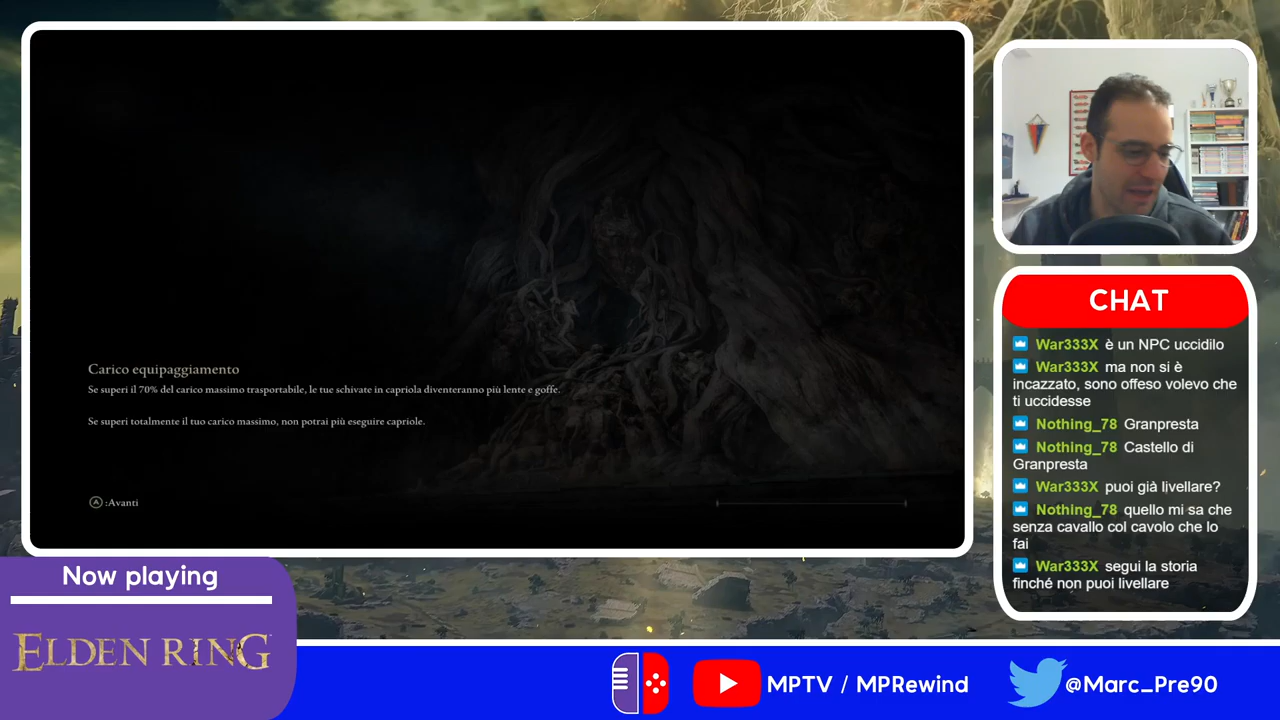 Carico equipaggiamento
Se superi il 70% del carico massimo trasportabile, le tue schivate in capriola diventeranno più lente e goffe.
Se superi totalmente il tuo carico massimo, non potrai più eseguire capriole.
A :Avanti
CHAT
War333X è un NPC uccidilo
War333X ma non si è
incazzato, sono offeso volevo che
ti uccidesse
Nothing_78 Granpresta
Nothing_78 Castello di
Granpresta
War333X puoi già livellare?
Nothing_78 quello mi sa che
senza cavallo col cavolo che lo
fai
War333X segui la storia
finché non puoi livellare
Now playing
ELDEN RING
MPTV / MPRewind
@Marc_Pre90